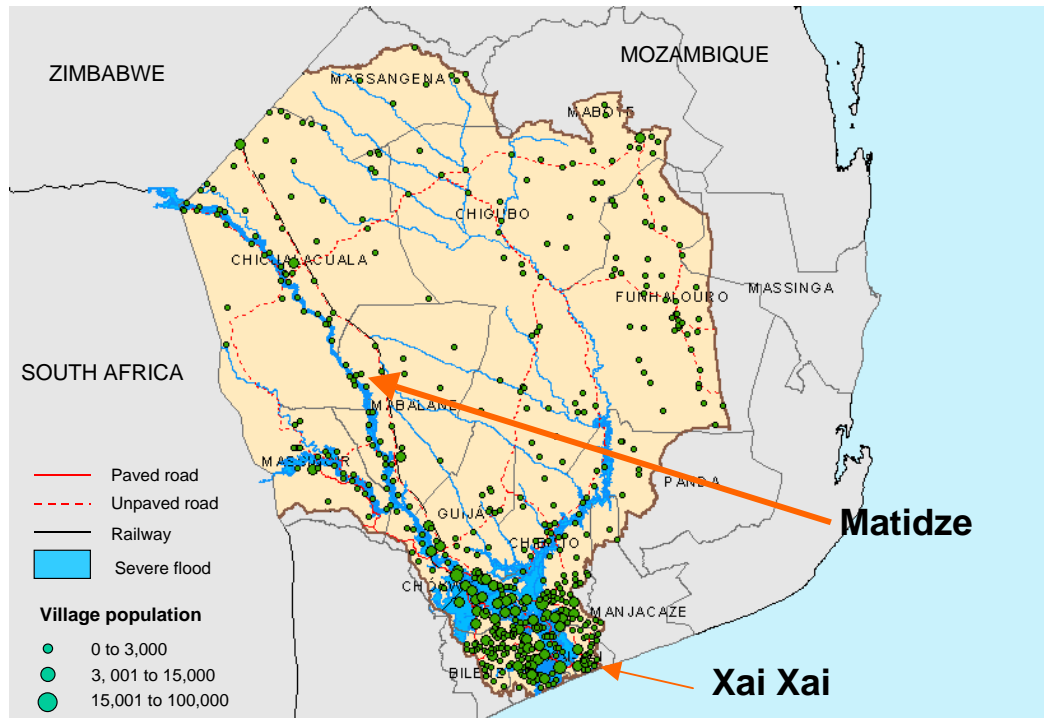 ZIMBABWE
MOZAMBIQUE
MASSANGENA
MABOTE
CHIGUBO
CHICUALACUALA
MASSINGA
FUNHALOURO
SOUTH AFRICA
MABALANE
MASSINGIR
PANDA
GUIJA
CHIBUTO
Matidze
MANJACAZE
Xai Xai
Paved road
Unpaved road
Railway
Severe flood
Village population
0 to 3,000
3, 001 to 15,000
15,001 to 100,000